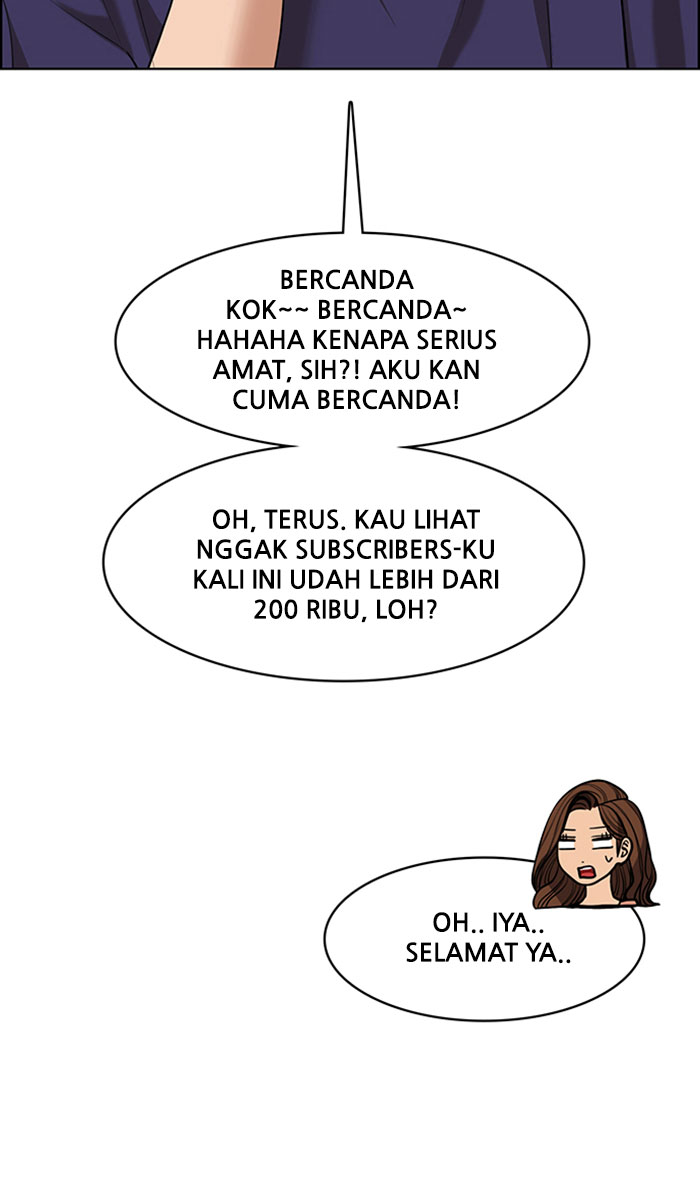 BERCANDA
KOK~~ BERCANDA~
HAHAHA KENAPA SERIUS
AMAT, SIH?! AKU KAN
CUMA BERCANDA!
OH, TERUS. KAU LIHAT
NGGAK SUBSCRIBERS-KU
KALI INI UDAH LEBIH DARI
200 RIBU, LOH?
OH.. IYA..
SELAMAT YA..